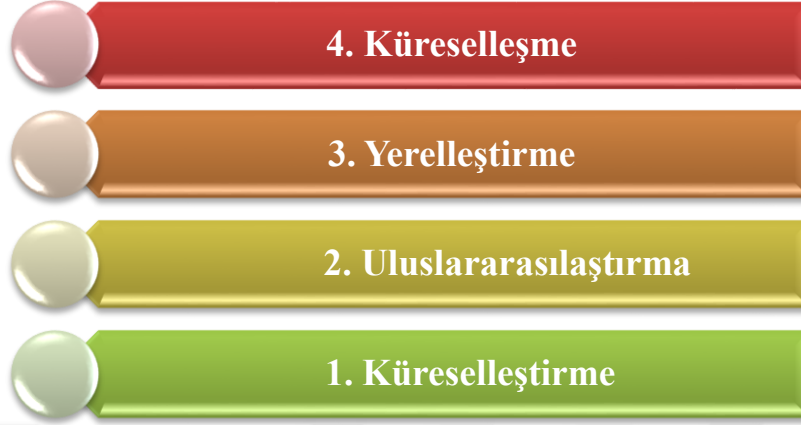 4. Küreselleşme
3. Yerelleştirme
2. Uluslararasılaştırma
1. Küreselleştirme